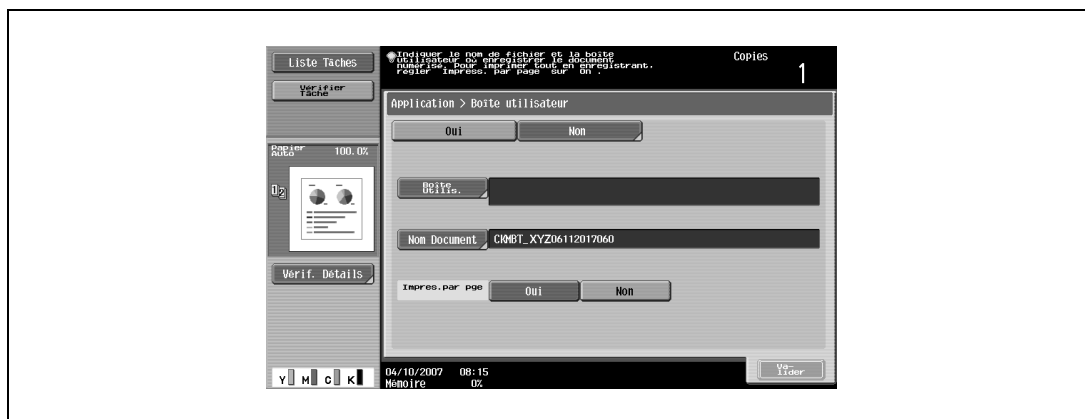 Liste Tâches
Vérifier
Tâche
Indiquer le nom de fichier et la boîte
utilisateur où enregistrer le document
numérisé. Pour imprimer tout en enregistrant,
régler Impress. par page sur On .
Copies
1
Application > Boîte utilisateur
Oui
Non
Papier
Auto
100.0%
12
Boîte
Utilis.
Nom Document
CKMBT_XYZ06112017060
Vérif. Détails
Impres.par pge
Oui
Non
Y M C K
04/10/2007 08:15
Mémoire 0%
Va-
lider